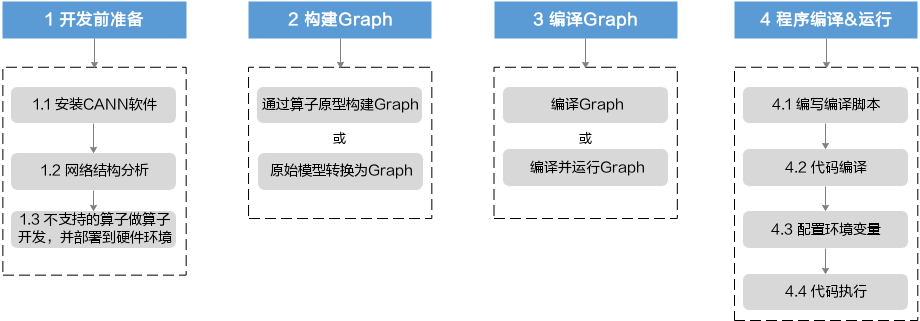 1 开发前准备
1.1 安装CANN软件
1.2 网络结构分析
1.3 不支持的算子做算子
开发，并部署到硬件环境
2 构建Graph
通过算子原型构建Graph
或
原始模型转换为Graph
3 编译Graph
编译Graph
或
编译并运行Graph
4 程序编译&运行
4.1 编写编译脚本
4.2 代码编译
4.3 配置环境变量
4.4 代码执行